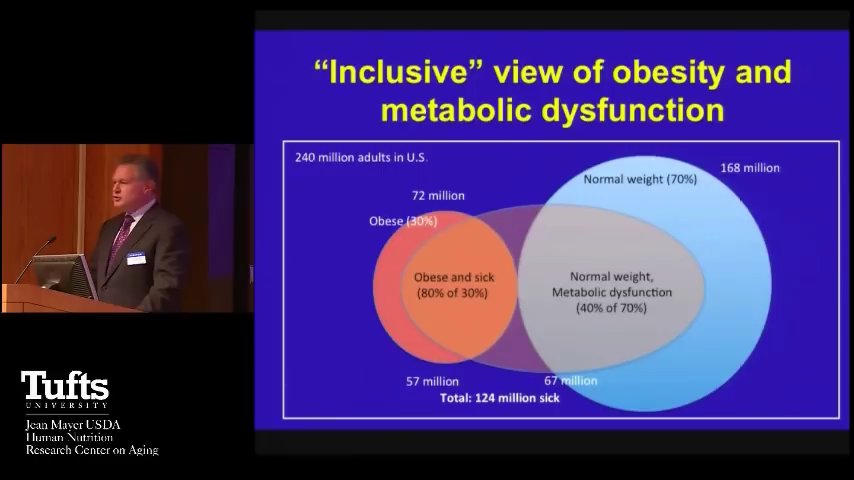 “Inclusive” view of obesity and
metabolic dysfunction
240 million adults in U.S.
168 million
Normal weight (70%)
72 million
Obese (30%)
Obese and sick
(80% of 30%)
Normal weight,
Metabolic dysfunction
(40% of 70%)
57 million
67 million
Total: 124 million sick
Tufts
UNIVERSITY
Jean Mayer USDA
Human Nutrition
Research Center on Aging